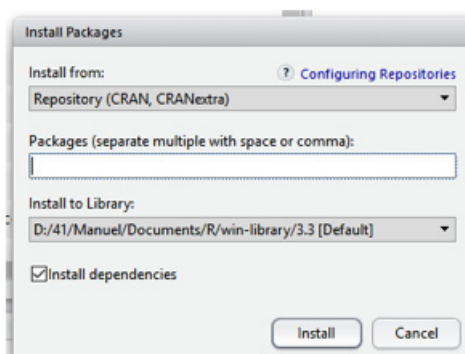 Install Packages
Install from:
? Configuring Repositories
Repository (CRAN, CRANextra)
Packages (separate multiple with space or comma):
Install to Library:
D:/41/Manuel/Documents/R/win-library/3.3 [Default]
Install dependencies
Install
Cancel